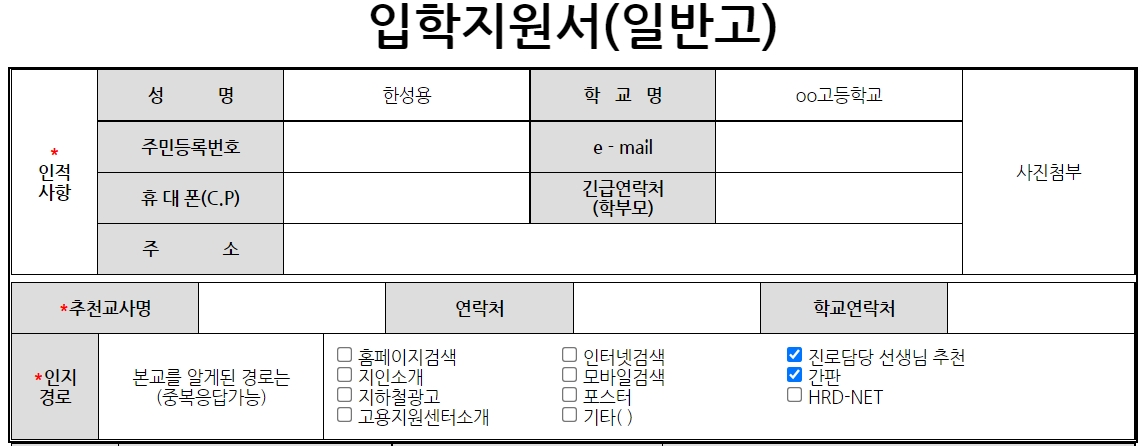 입학지원서(일반고)
* 인적 사항
성 명 한성용 학 교 명 oo고등학교 사진첨부
주민등록번호 e - mail
휴 대 폰(C.P) 긴급연락처
(학부모)
주 소
*추천교사명 연락처 학교연락처
*인지
경로
본교를 알게된 경로는
(중복응답가능)
☐ 홈페이지검색 ☐ 인터넷검색 ☑ 진로담당 선생님 추천
☐ 지인소개 ☐ 모바일검색 ☑ 간판
☐ 지하철광고 ☐ 포스터 ☐ HRD-NET
☐ 고용지원센터소개 ☐ 기타( )